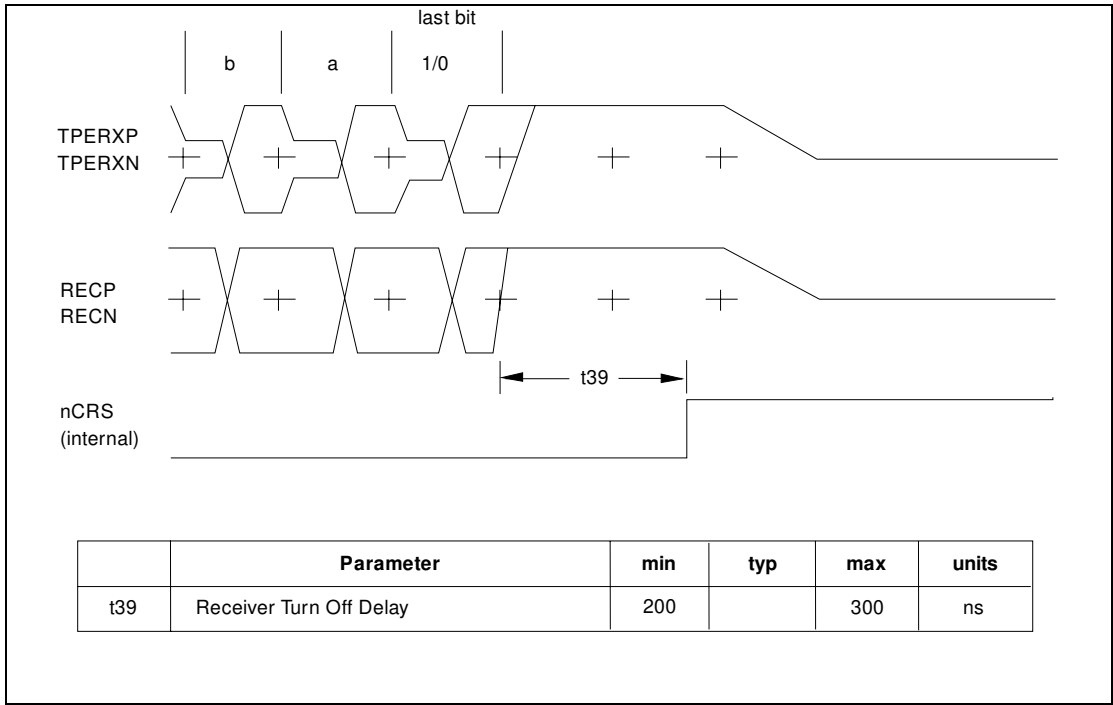 last bit
b a 1/0
TPERXP
TPERXN
RECP
RECN
t39
nCRS
(internal)
Parameter min typ max units
t39 Receiver Turn Off Delay 200 300 ns